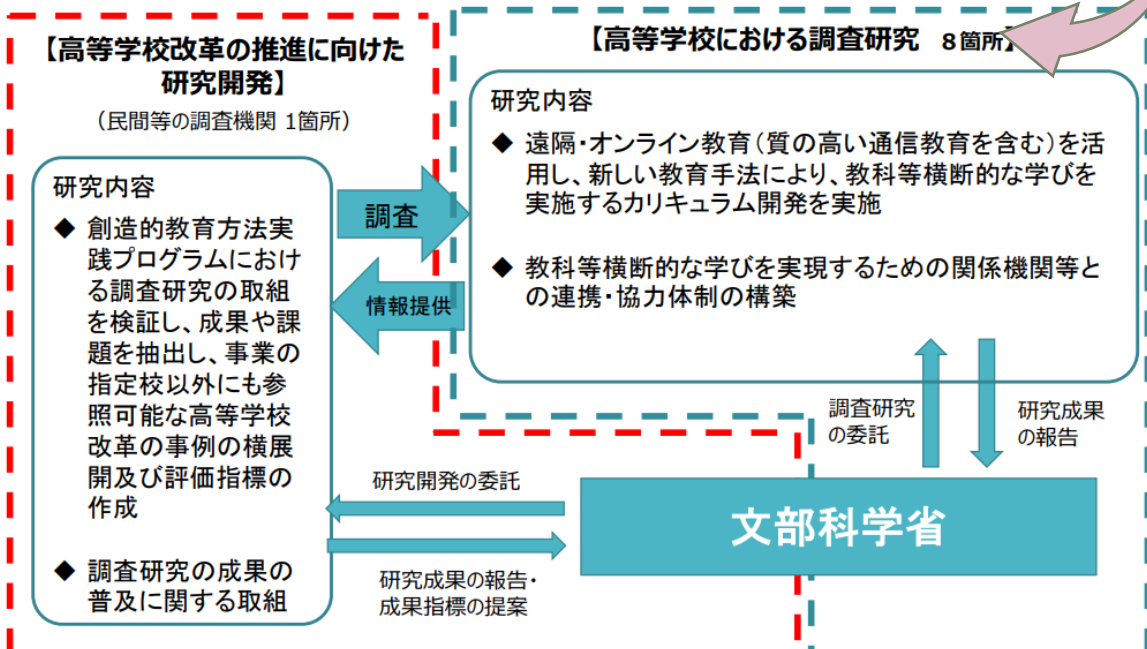 【高等学校改革の推進に向けた
研究開発】
（民間等の調査機関 1箇所）
研究内容
◆ 創造的教育方法実
践プログラムにおけ
る調査研究の取組
を検証し、成果や課
題を抽出し、事業の
指定校以外にも参
照可能な高等学校
改革の事例の横展
開及び評価指標の
作成
◆ 調査研究の成果の
普及に関する取組
調査
情報提供
【高等学校における調査研究 8箇所】
研究内容
◆ 遠隔・オンライン教育（質の高い通信教育を含む）を活
用し、新しい教育手法により、教科等横断的な学びを
実施するカリキュラム開発を実施
◆ 教科等横断的な学びを実現するための関係機関等と
の連携・協力体制の構築
調査研究
の委託
研究成果
の報告
研究開発の委託
研究成果の報告・
成果指標の提案
文部科学省